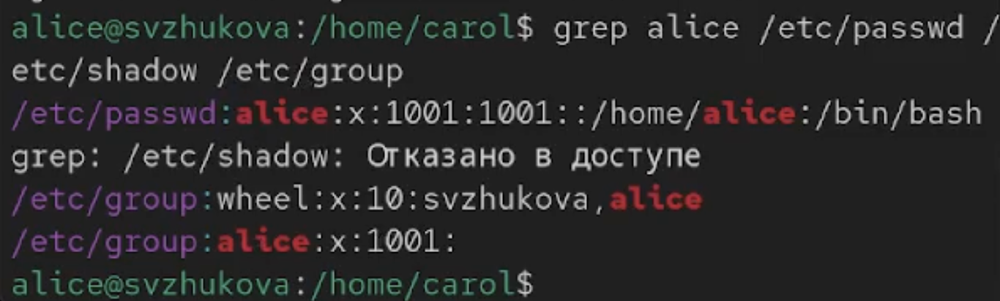 alice@svzhukova:/home/carol$ grep alice /etc/passwd /
etc/shadow /etc/group
/etc/passwd:alice:x:1001:1001::/home/alice:/bin/bash
grep: /etc/shadow: Отказано в доступе
/etc/group:wheel:x:10:svzhukova,alice
/etc/group:alice:x:1001:
alice@svzhukova:/home/carol$